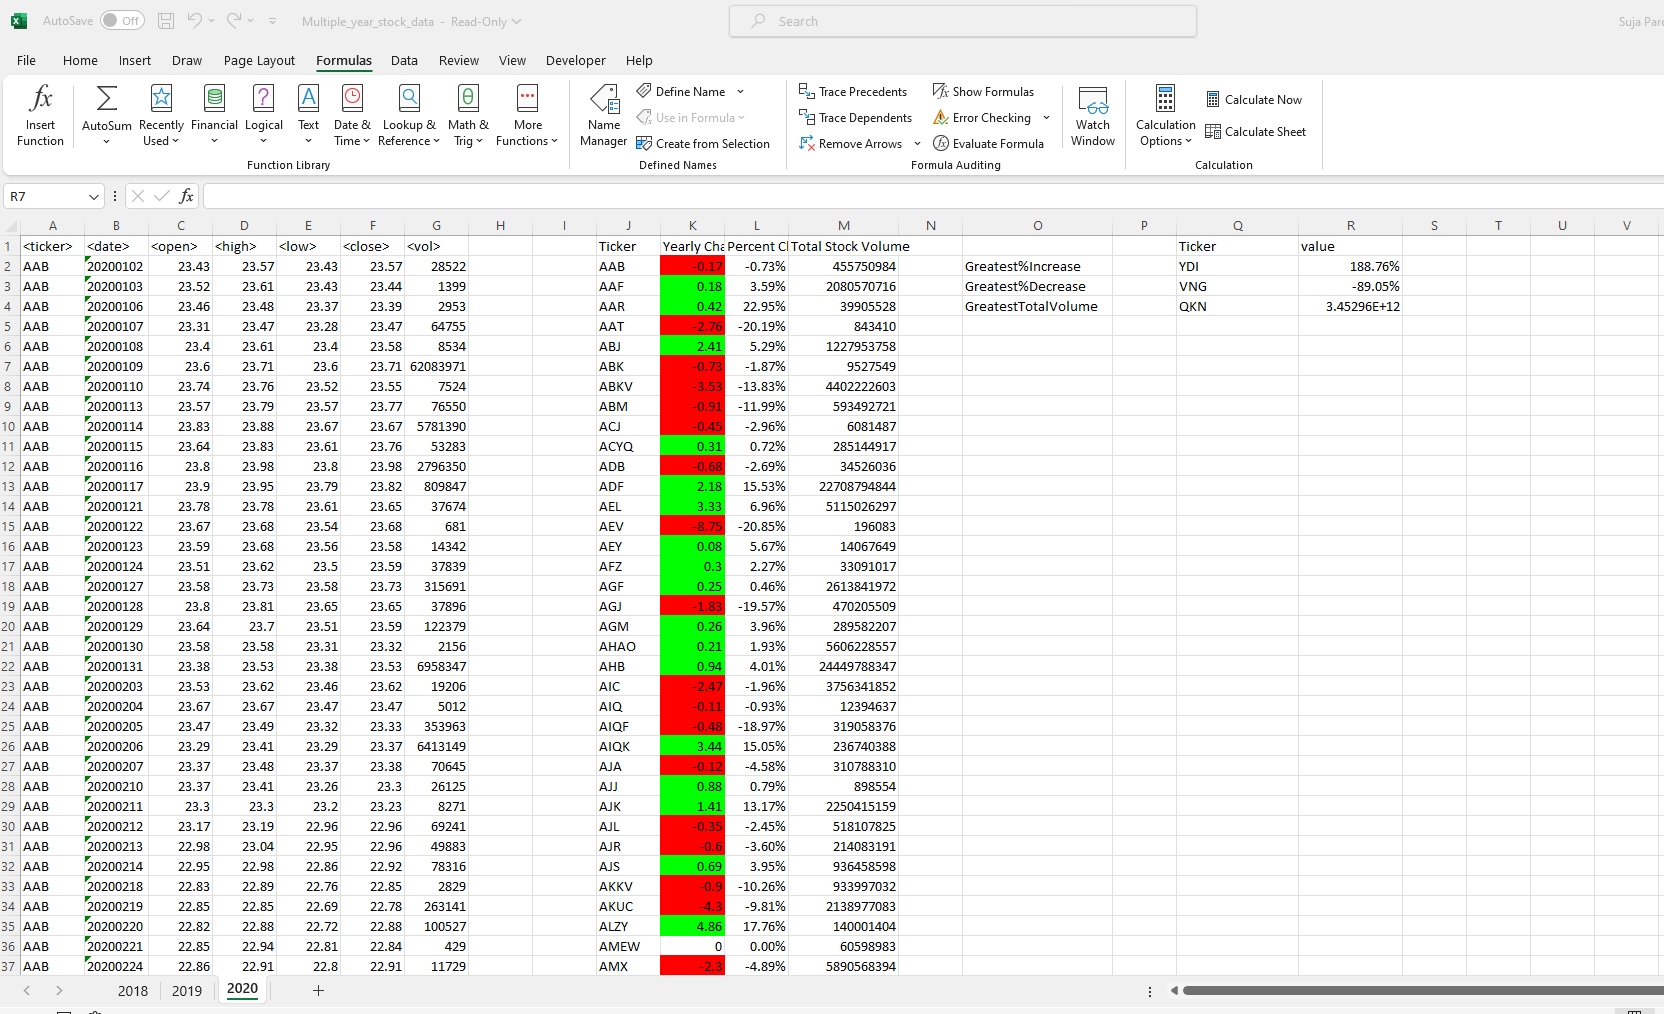 AutoSave Off Multiple_year_stock_data - Read-Only Search Suja Par
File Home Insert Draw Page Layout Formulas Data Review View Developer Help
Insert Function AutoSum Recently Used Financial Logical Text Date & Time Lookup & Reference Math & Trig More Functions
Function Library
Name Manager Define Name Use in Formula Create from Selection
Defined Names
Trace Precedents Trace Dependents Remove Arrows Show Formulas Error Checking Evaluate Formula
Formula Auditing
Watch Window
Calculation Options Calculate Now Calculate Sheet
Calculation
R7 fx
A B C D E F G H I J K L M N O P Q R S T U V
1 <ticker> <date> <open> <high> <low> <close> <vol> Ticker Yearly Cha Percent Cl Total Stock Volume Ticker value
2 AAB 20200102 23.43 23.57 23.43 23.57 28522 AAB -0.17 -0.73% 455750984 Greatest%Increase YDI 188.76%
3 AAB 20200103 23.52 23.61 23.43 23.44 1399 AAF 0.18 3.59% 2080570716 Greatest%Decrease VNG -89.05%
4 AAB 20200106 23.46 23.48 23.37 23.39 2953 AAR 0.42 22.95% 39905528 GreatestTotalVolume QKN 3.45296E+12
5 AAB 20200107 23.31 23.47 23.28 23.47 64755 AAT -2.76 -20.19% 843410
6 AAB 20200108 23.4 23.61 23.4 23.58 8534 ABJ 2.41 5.29% 1227953758
7 AAB 20200109 23.6 23.71 23.6 23.71 62083971 ABK -0.73 -1.87% 9527549
8 AAB 20200110 23.74 23.76 23.52 23.55 7524 ABKV -3.53 -13.83% 4402222603
9 AAB 20200113 23.57 23.79 23.57 23.77 76550 ABM -0.91 -11.99% 593492721
10 AAB 20200114 23.83 23.88 23.67 23.67 5781390 ACJ -0.45 -2.96% 6081487
11 AAB 20200115 23.64 23.83 23.61 23.76 53283 ACYQ 0.31 0.72% 285144917
12 AAB 20200116 23.8 23.98 23.8 23.98 2796350 ADB -0.68 -2.69% 34526036
13 AAB 20200117 23.9 23.95 23.79 23.82 809847 ADF 2.18 15.53% 22708794844
14 AAB 20200121 23.78 23.78 23.61 23.65 37674 AEL 3.33 6.96% 5115026297
15 AAB 20200122 23.67 23.68 23.54 23.68 681 AEV -8.75 -20.85% 196083
16 AAB 20200123 23.59 23.68 23.56 23.58 14342 AEY 0.08 5.67% 14067649
17 AAB 20200124 23.51 23.62 23.5 23.59 37839 AFZ 0.3 2.27% 33091017
18 AAB 20200127 23.58 23.73 23.58 23.73 315691 AGF 0.25 0.46% 2613841972
19 AAB 20200128 23.8 23.81 23.65 23.65 37896 AGJ -1.83 -19.57% 470205509
20 AAB 20200129 23.64 23.7 23.51 23.59 122379 AGM 0.26 3.96% 289582207
21 AAB 20200130 23.58 23.58 23.31 23.32 2156 AHAO 0.21 1.93% 5606228557
22 AAB 20200131 23.38 23.53 23.38 23.53 6958347 AHB 0.94 4.01% 24449788347
23 AAB 20200203 23.53 23.62 23.46 23.62 19206 AIC -2.47 -1.96% 3756341852
24 AAB 20200204 23.67 23.67 23.47 23.47 5012 AIQ -0.11 -0.93% 12394637
25 AAB 20200205 23.47 23.49 23.32 23.33 353963 AIQF -0.48 -18.97% 319058376
26 AAB 20200206 23.29 23.41 23.29 23.37 6413149 AIQK 3.44 15.05% 236740388
27 AAB 20200207 23.37 23.48 23.37 23.38 70645 AJA -0.12 -4.58% 310788310
28 AAB 20200210 23.37 23.41 23.26 23.3 26125 AJJ 0.88 0.79% 898554
29 AAB 20200211 23.3 23.3 23.2 23.23 8271 AJK 1.41 13.17% 2250415159
30 AAB 20200212 23.17 23.19 22.96 22.96 69241 AJL -0.35 -2.45% 518107825
31 AAB 20200213 22.98 23.04 22.95 22.96 49883 AJR -0.6 -3.60% 214083191
32 AAB 20200214 22.95 22.98 22.86 22.92 78316 AJS 0.69 3.95% 936458598
33 AAB 20200218 22.83 22.89 22.76 22.85 2829 AKKV -0.9 -10.26% 933997032
34 AAB 20200219 22.85 22.85 22.69 22.78 263141 AKUC -4.3 -9.81% 2138977083
35 AAB 20200220 22.82 22.88 22.72 22.88 100527 ALZY 4.86 17.76% 140001404
36 AAB 20200221 22.85 22.94 22.81 22.84 429 AMEW 0 0.00% 60598983
37 AAB 20200224 22.86 22.91 22.8 22.91 11729 AMX -2.3 -4.89% 5890568394
2018 2019 2020